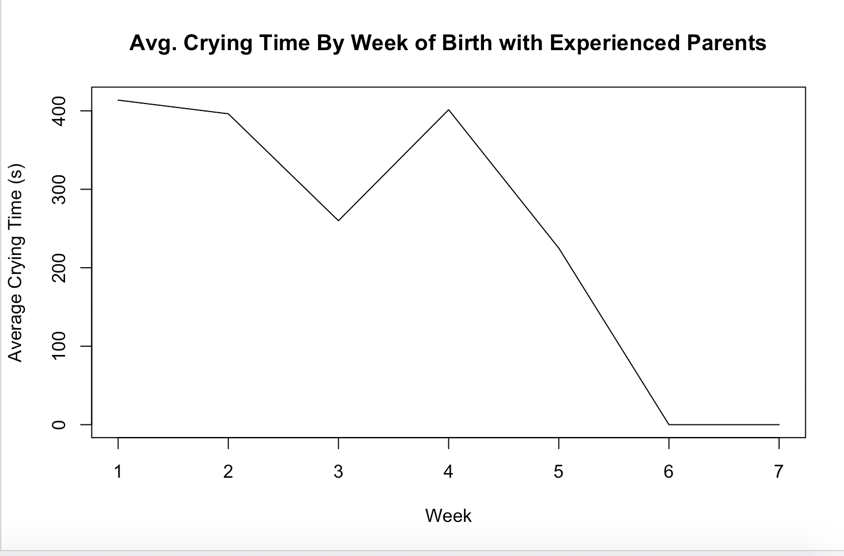 Avg. Crying Time By Week of Birth with Experienced Parents
Average Crying Time (s)
400
300
200
100
0
1 2 3 4 5 6 7
Week